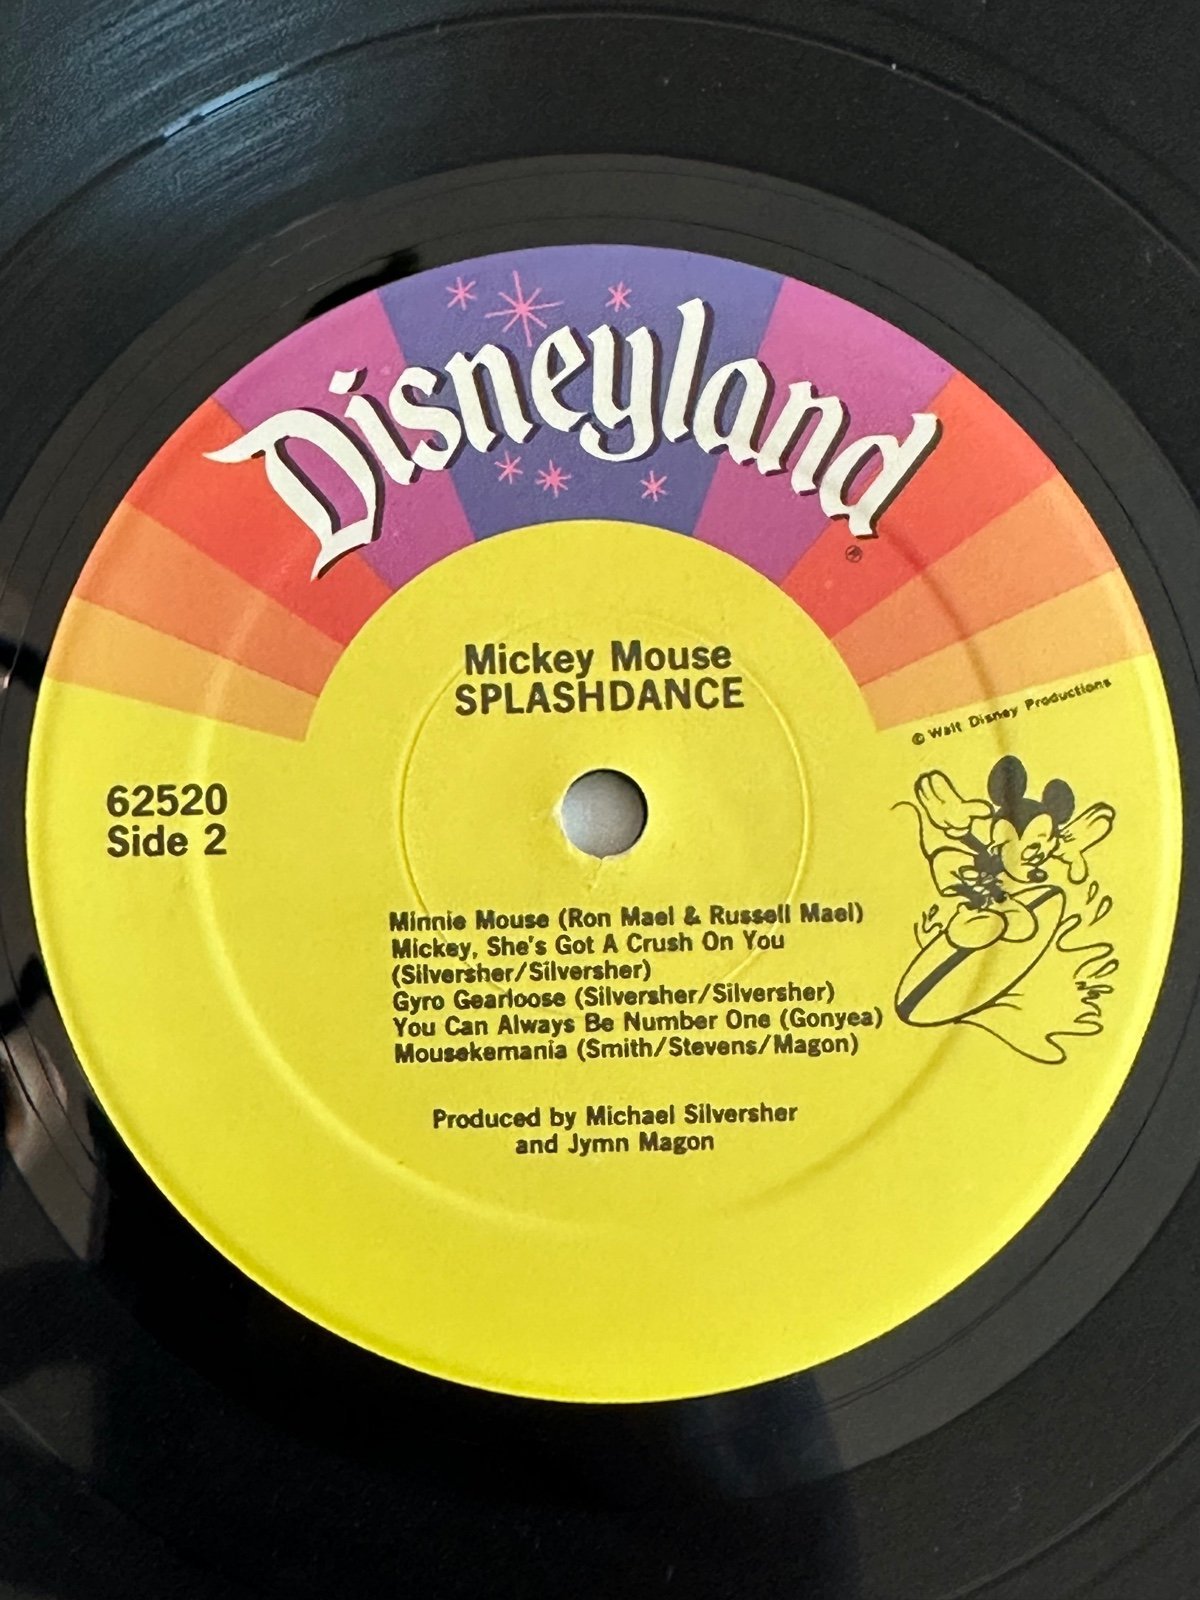 Disneyland
®
Mickey Mouse
SPLASHDANCE
© Walt Disney Productions
62520
Side 2
Minnie Mouse (Ron Mael & Russell Mael)
Mickey, She's Got A Crush On You
(Silversher/Silversher)
Gyro Gearloose (Silversher/Silversher)
You Can Always Be Number One (Gonyea)
Mousekemania (Smith/Stevens/Magon)
Produced by Michael Silversher
and Jymn Magon